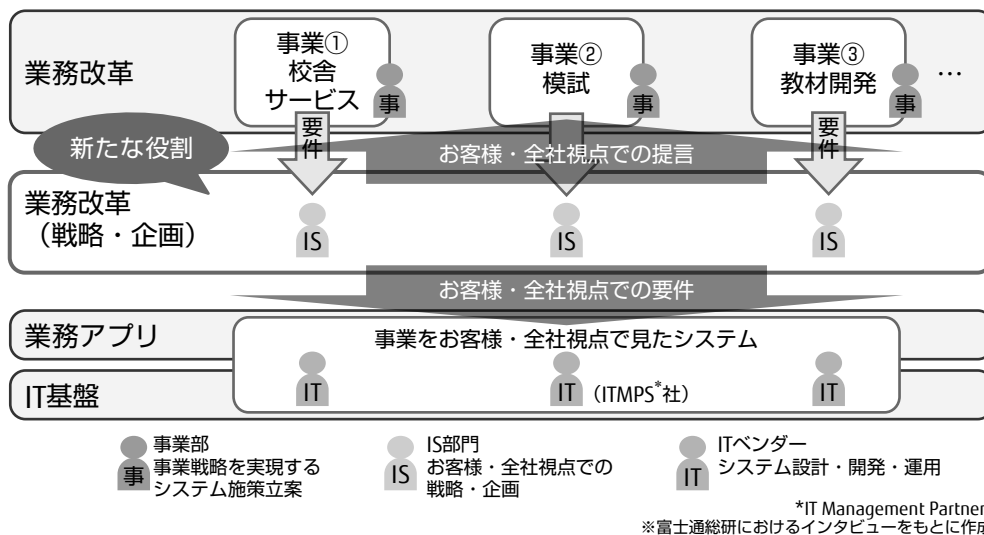 業務改革
事業①
校舎
サービス
事
事業②
模試
事
事業③
教材開発
事
…
新たな役割
要件
お客様・全社視点での提言
要件
業務改革
（戦略・企画）
IS
IS
IS
お客様・全社視点での要件
業務アプリ
事業をお客様・全社視点で見たシステム
IT基盤
IT
IT
（ITMPS*社）
IT
事
事業部
事業戦略を実現する
システム施策立案
IS
IS部門
お客様・全社視点での
戦略・企画
IT
ITベンダー
システム設計・開発・運用
*IT Management Partner
※富士通総研におけるインタビューをもとに作成